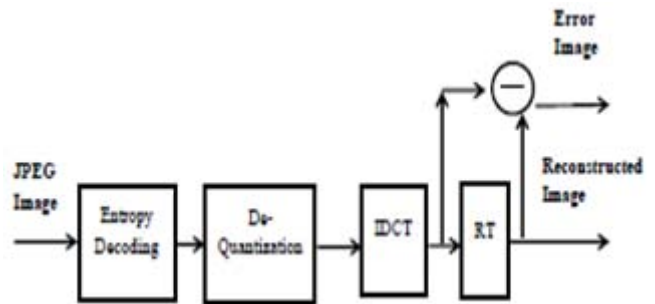 Error
Image
JPEG
Image
Entropy
Decoding
De-
Quantization
IDCT
RT
Reconstructed
Image